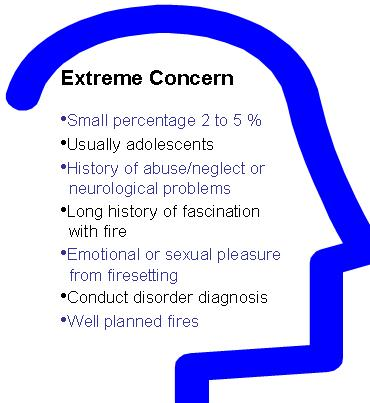 Extreme Concern
•Small percentage 2 to 5 %
•Usually adolescents
•History of abuse/neglect or
neurological problems
•Long history of fascination
with fire
•Emotional or sexual pleasure
from firesetting
•Conduct disorder diagnosis
•Well planned fires